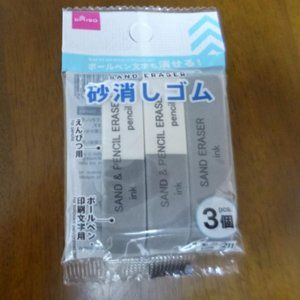 DAISO
ボールペン文字も消せる!
SAND ERASER
砂消しゴム
えんぴつ用
ボールペン・
印刷文字用
SAND & PENCIL ERASER
pencil
ink
SAND & PENCIL ERASER
pencil
ink
SAND ERASER
ink
pcs.
3個